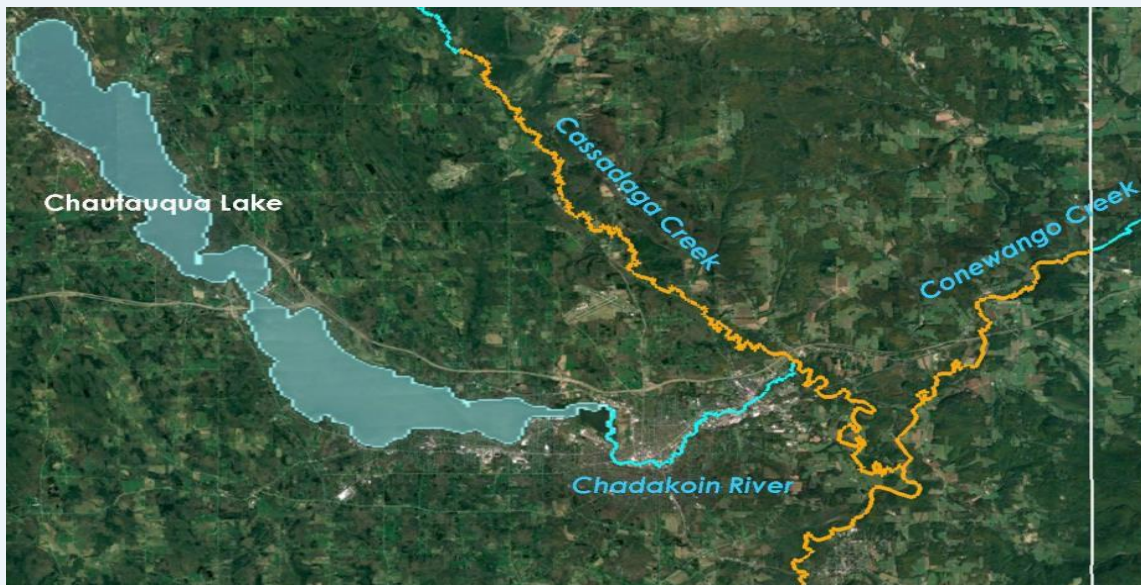 Cassadaga Creek
Chautauqua Lake
Conewango Creek
Chadakoin River